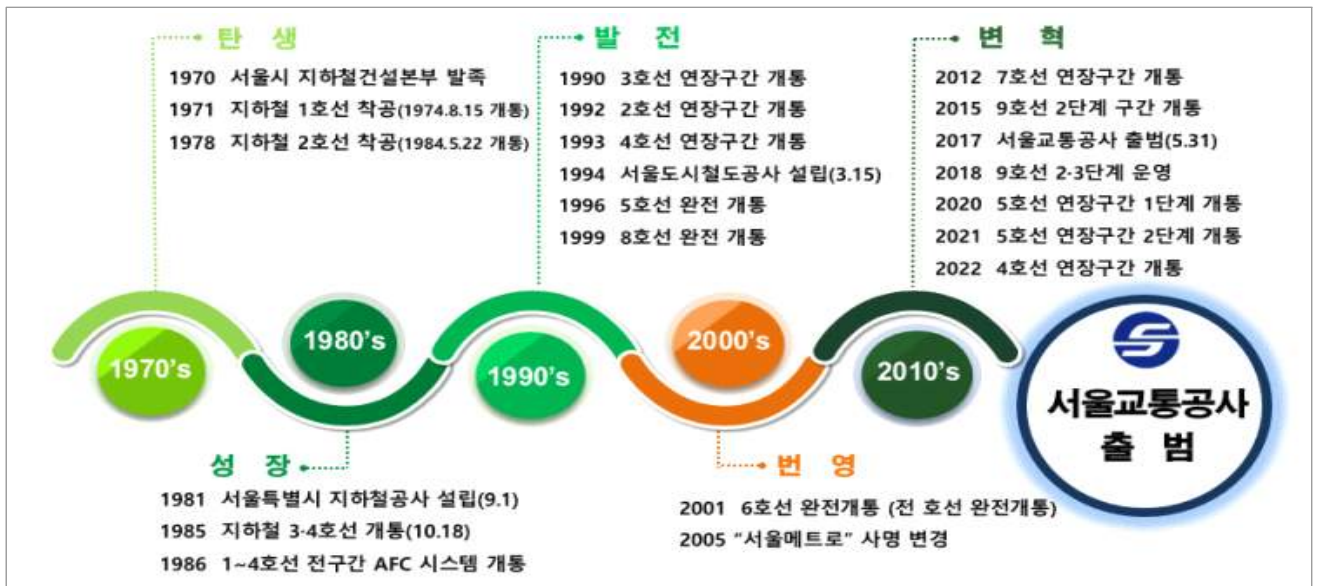 탄 생
1970 서울시 지하철건설본부 발족
1971 지하철 1호선 착공(1974.8.15 개통)
1978 지하철 2호선 착공(1984.5.22 개통)
발 전
1990 3호선 연장구간 개통
1992 2호선 연장구간 개통
1993 4호선 연장구간 개통
1994 서울도시철도공사 설립(3.15)
1996 5호선 완전 개통
1999 8호선 완전 개통
변 혁
2012 7호선 연장구간 개통
2015 9호선 2단계 구간 개통
2017 서울교통공사 출범(5.31)
2018 9호선 2·3단계 운영
2020 5호선 연장구간 1단계 개통
2021 5호선 연장구간 2단계 개통
2022 4호선 연장구간 개통
1970's
1980's
1990's
2000's
2010's
서울교통공사
출 범
성 장
1981 서울특별시 지하철공사 설립(9.1)
1985 지하철 3·4호선 개통(10.18)
1986 1~4호선 전구간 AFC 시스템 개통
번 영
2001 6호선 완전개통 (전 호선 완전개통)
2005 “서울메트로” 사명 변경